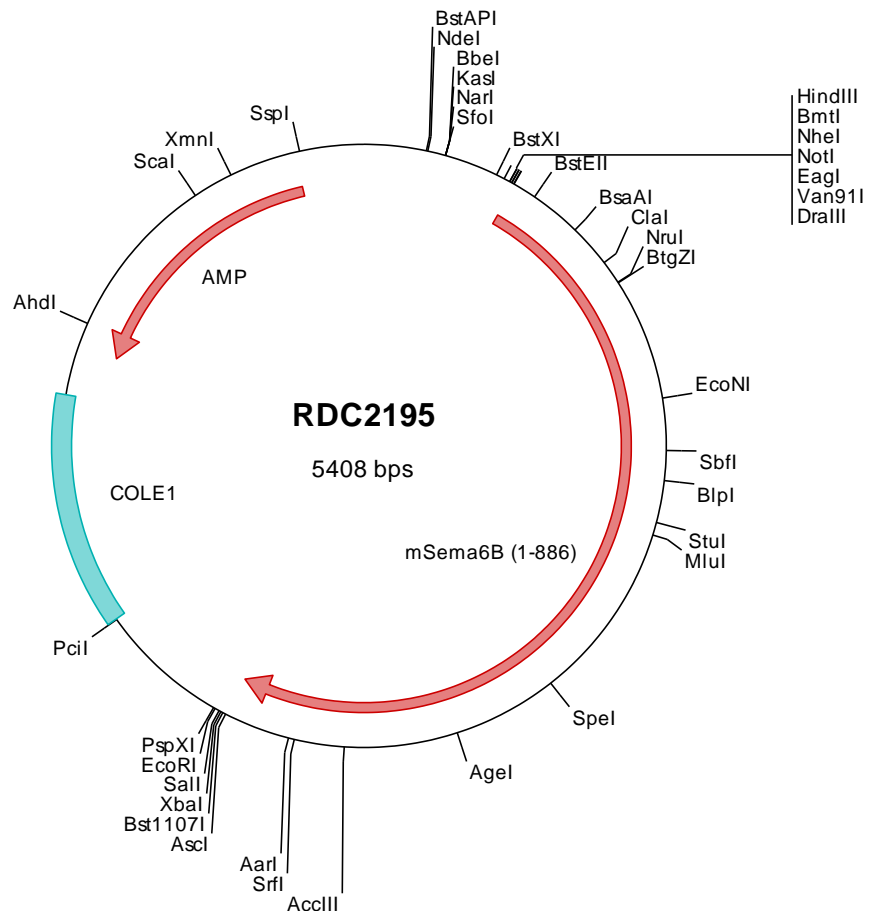 BstAPI
NdeI
BbeI
KasI
NarI
SfoI
HindIII
BmtI
NheI
NotI
EagI
Van91I
DraIII
SspI
XmnI
ScaI
BstXI
BstEII
BsaAI
ClaI
NruI
BtgZI
AMP
AhdI
EcoNI
RDC2195
5408 bps
SbfI
BlpI
COLE1
StuI
MluI
mSema6B (1-886)
PciI
SpeI
AgeI
PspXI
EcoRI
SalI
XbaI
Bst1107I
AscI
AarI
SrfI
AccIII